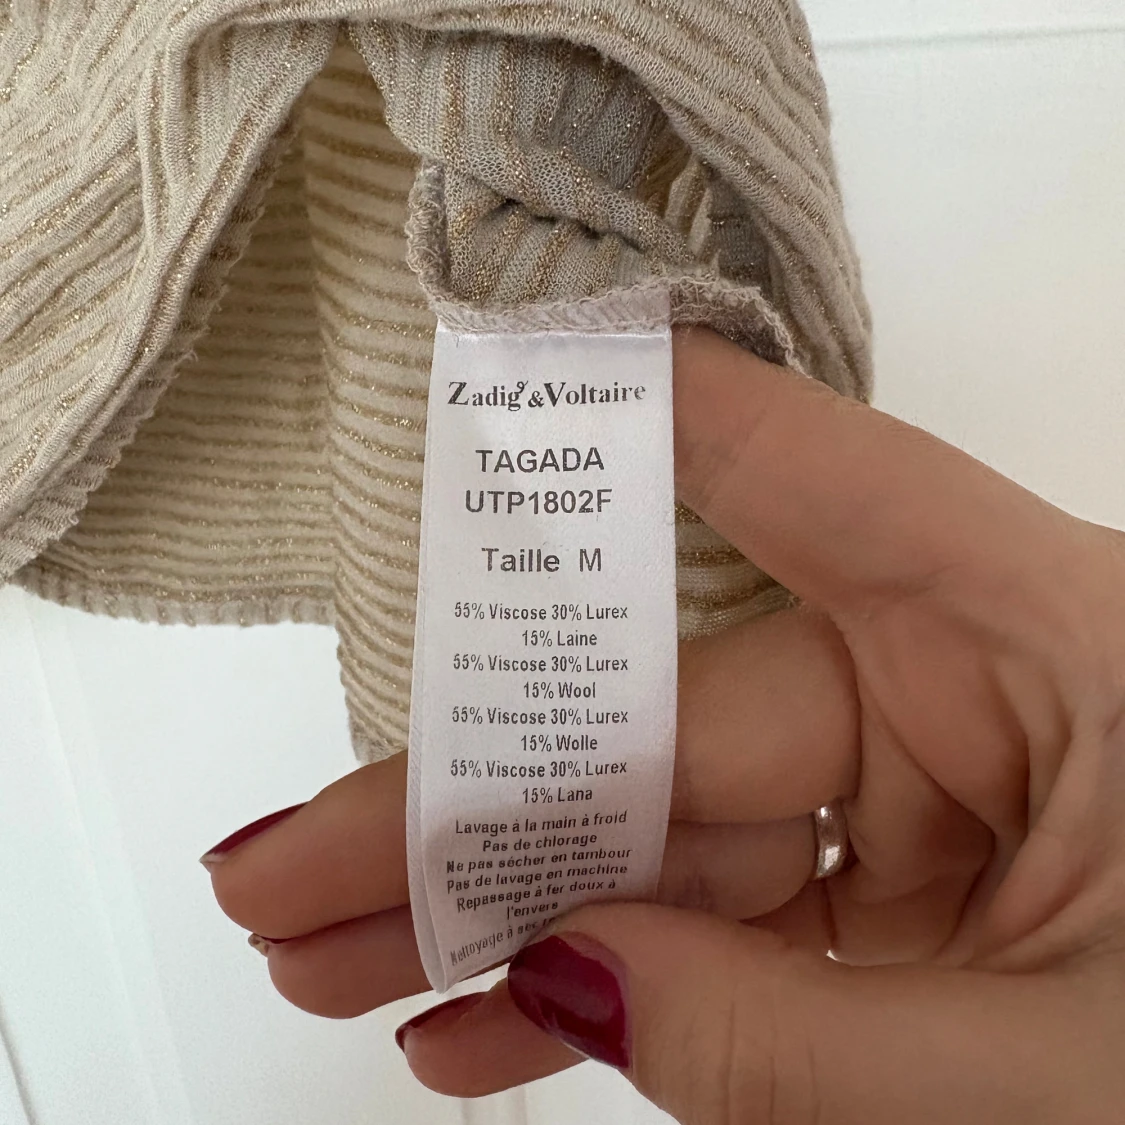 Zadig&Voltaire
TAGADA
UTP1802F
Taille M
55% Viscose 30% Lurex
15% Laine
55% Viscose 30% Lurex
15% Wool
55% Viscose 30% Lurex
15% Wolle
55% Viscose 30% Lurex
15% Lana
Lavage à la main à froid
Pas de chlorage
Ne pas sécher en tambour
Pas de lavage en machine
Repassage à fer doux à
l'envers
Nettoyage à sec